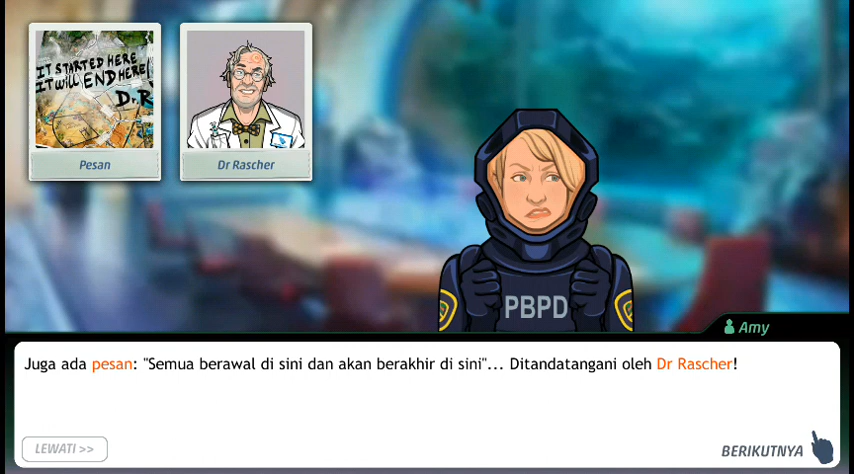 IT STARTED HERE
IT WILL END HERE
Dr.R
Pesan
Dr Rascher
PBPD
Amy
Juga ada pesan: "Semua berawal di sini dan akan berakhir di sini"... Ditandatangani oleh Dr Rascher!
LEWATI >>
BERIKUTNYA